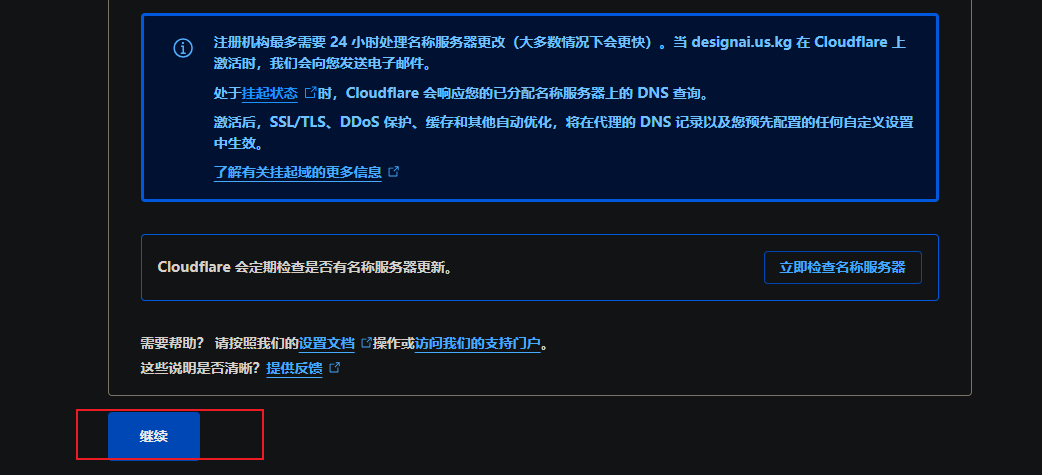 注册机构最多需要 24 小时处理名称服务器更改（大多数情况下会更快）。当 designai.us.kg 在 Cloudflare 上
激活时，我们会向您发送电子邮件。
处于挂起状态时，Cloudflare 会响应您的已分配名称服务器上的 DNS 查询。
激活后，SSL/TLS、DDoS 保护、缓存和其他自动优化，将在代理的 DNS 记录以及您预先配置的任何自定义设置
中生效。
了解有关挂起域的更多信息
Cloudflare 会定期检查是否有名称服务器更新。
立即检查名称服务器
需要帮助？ 请按照我们的设置文档操作或访问我们的支持门户。
这些说明是否清晰？提供反馈
继续